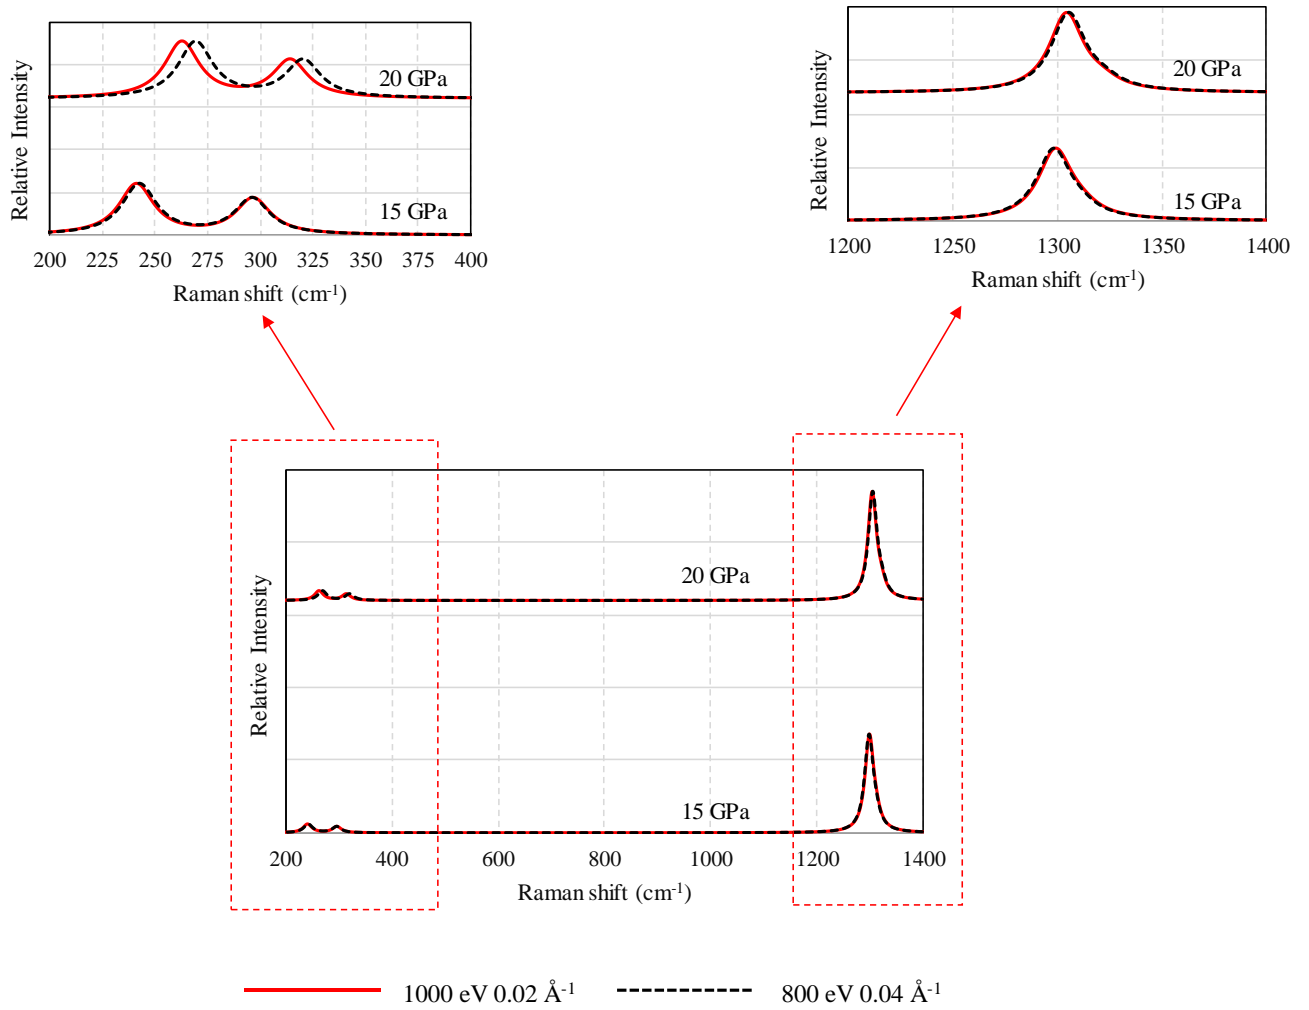 Relative Intensity
20 GPa
15 GPa
200 225 250 275 300 325 350 375 400
Raman shift (cm-1)
Relative Intensity
20 GPa
15 GPa
1200 1250 1300 1350 1400
Raman shift (cm-1)
Relative Intensity
20 GPa
15 GPa
200 400 600 800 1000 1200 1400
Raman shift (cm-1)
1000 eV 0.02 Å-1 800 eV 0.04 Å-1